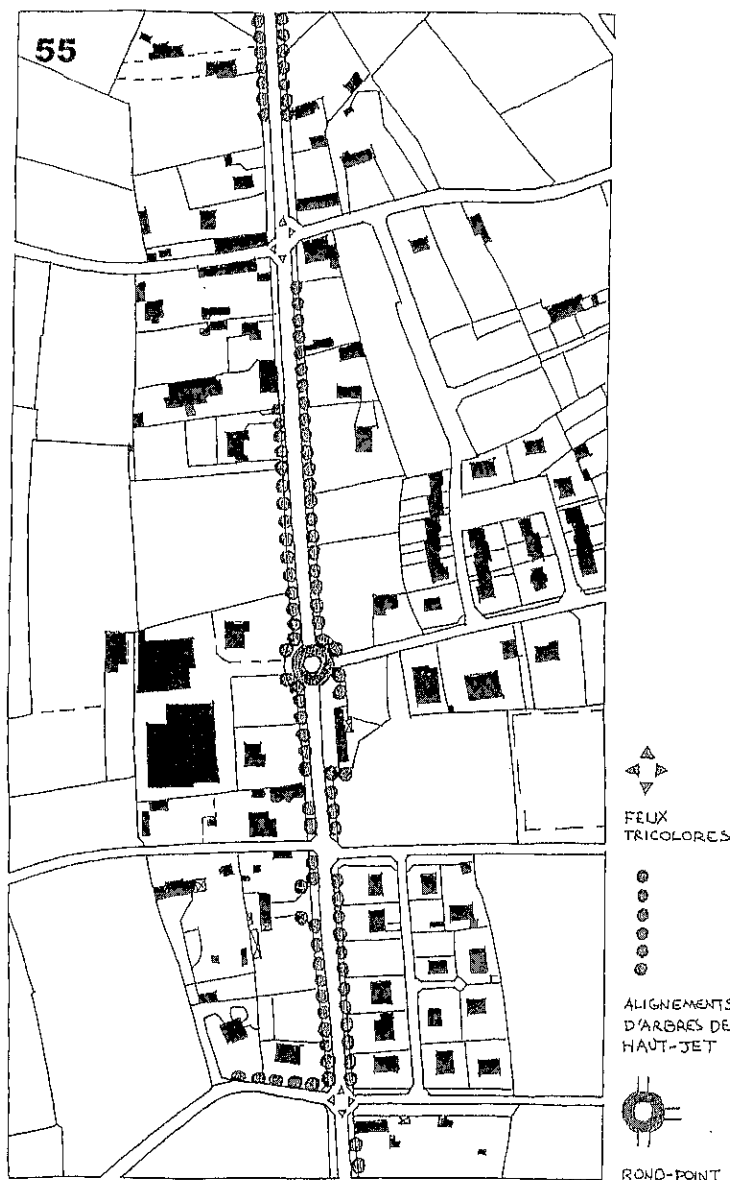 55
FEUX
TRICOLORES
ALIGNEMENTS
D'ARBRES DE
HAUT-JET
ROND-POINT